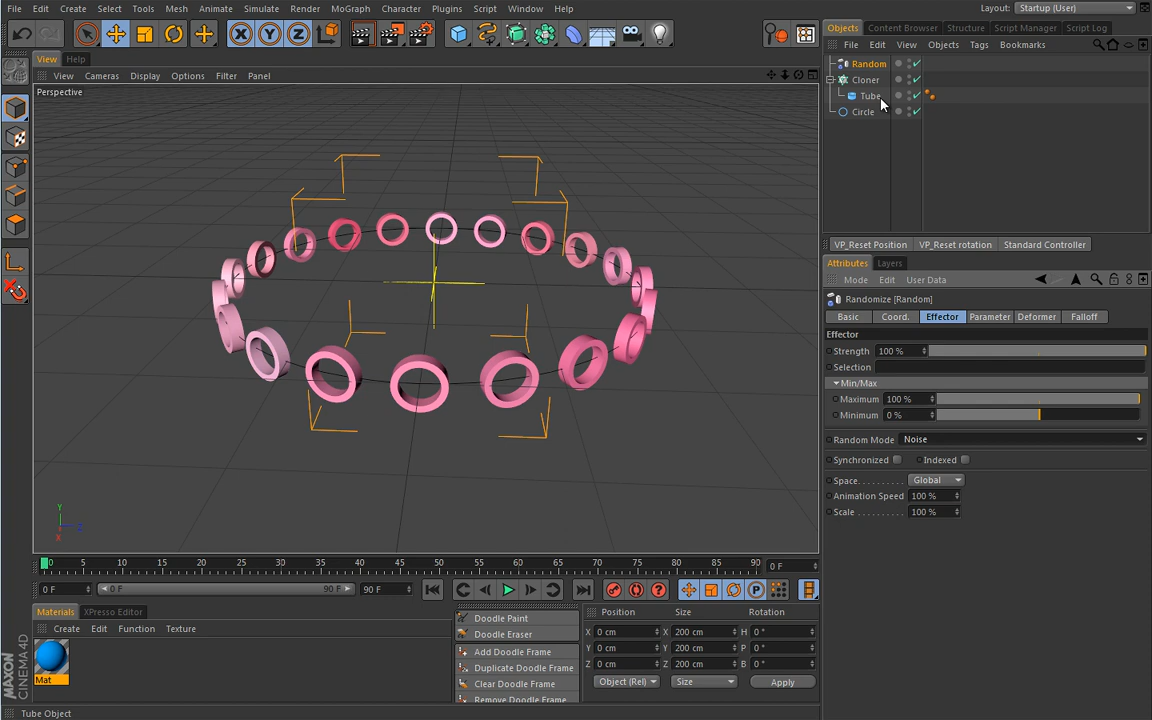 File Edit Create Select Tools Mesh Animate Simulate Render MoGraph Character Plugins Script Window Help Layout: Startup (User)
Objects Content Browser Structure Script Manager Script Log
File Edit View Objects Tags Bookmarks
View Help
View Cameras Display Options Filter Panel
Perspective
Random
Cloner
Tube
Circle
VP_Reset Position VP_Reset rotation Standard Controller
Attributes Layers
Mode Edit User Data
Randomize [Random]
Basic Coord. Effector Parameter Deformer Falloff
Effector
Strength 100 %
Selection
Min/Max
Maximum 100 %
Minimum 0 %
Random Mode Noise
Synchronized Indexed
Space. . . . . . . . . . Global
Animation Speed 100 %
Scale . . . . . . . . . . 100 %
Y
Z
X
0 5 10 15 20 25 30 35 40 45 50 55 60 65 70 75 80 85 90 0 F
0 F 0 F 90 F 90 F
Materials XPresso Editor
Create Edit Function Texture
Mat
Doodle Paint
Doodle Eraser
Add Doodle Frame
Duplicate Doodle Frame
Clear Doodle Frame
Remove Doodle Frame
Position Size Rotation
X 0 cm X 200 cm H 0 °
Y 0 cm Y 200 cm P 0 °
Z 0 cm Z 200 cm B 0 °
Object (Rel) Size Apply
MAXON
CINEMA 4D
Tube Object